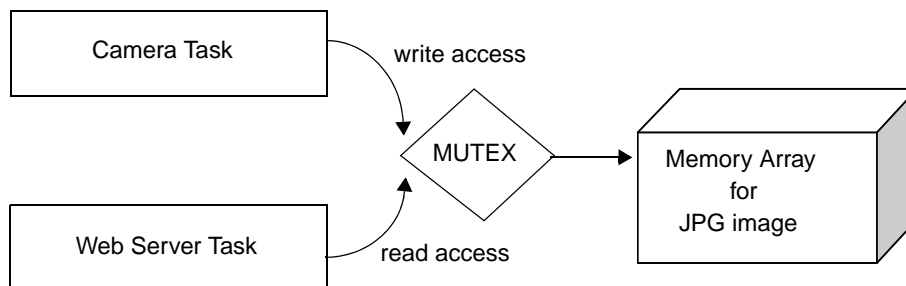 Camera Task
write access
MUTEX
Memory Array
for
JPG image
Web Server Task
read access